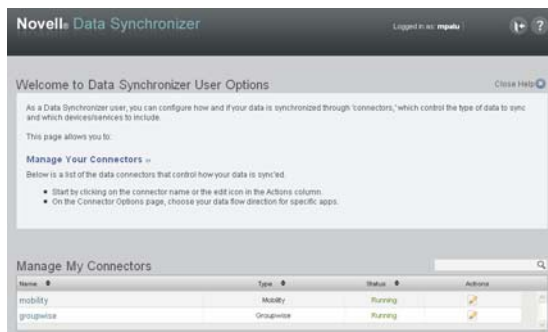 Novell® Data Synchronizer
Logged in as: mpalu
?
Welcome to Data Synchronizer User Options
Close Help
As a Data Synchronizer user, you can configure how and if your data is synchronized through 'connectors,' which control the type of data to sync
and which devices/services to include.
This page allows you to:
Manage Your Connectors »
Below is a list of the data connectors that control how your data is sync'ed.
• Start by clicking on the connector name or the edit icon in the Actions column.
• On the Connector Options page, choose your data flow direction for specific apps.
Manage My Connectors
Name Type Status Actions
mobility Mobility Running
groupwise Groupwise Running